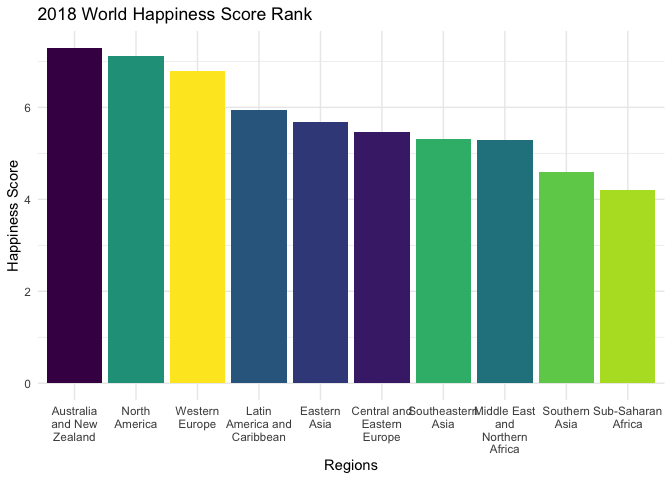 2018 World Happiness Score Rank
Happiness Score
6
4
2
0
Australia
and New
Zealand
North
America
Western
Europe
Latin
America and
Caribbean
Eastern
Asia
Central and
Eastern
Europe
Southeastern
Asia
Middle East
and
Northern
Africa
Southern
Asia
Sub-Saharan
Africa
Regions